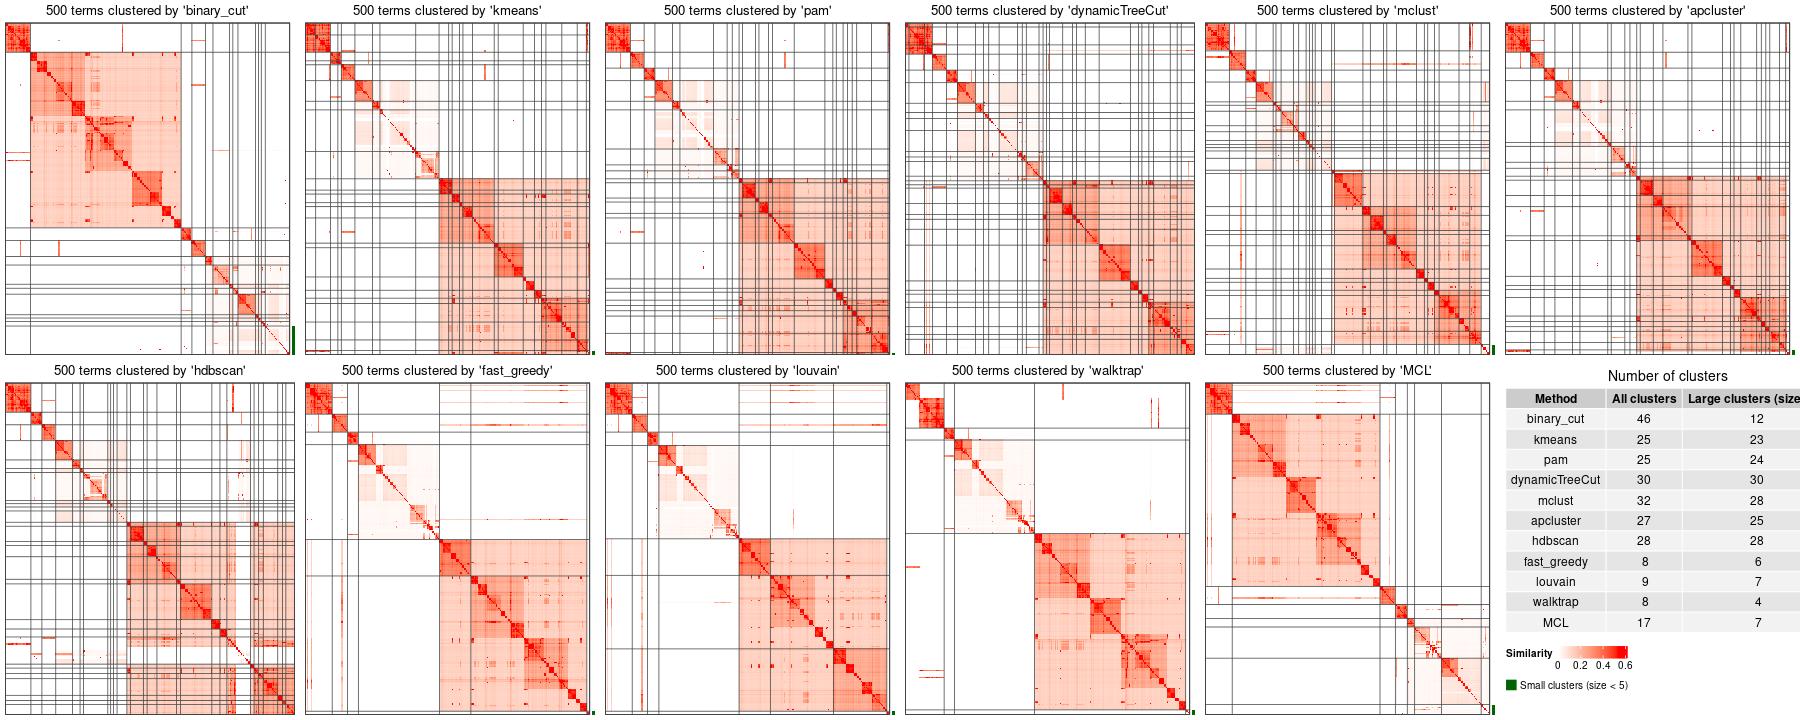 500 terms clustered by 'binary_cut'
500 terms clustered by 'kmeans'
500 terms clustered by 'pam'
500 terms clustered by 'dynamicTreeCut'
500 terms clustered by 'mclust'
500 terms clustered by 'apcluster'
500 terms clustered by 'hdbscan'
500 terms clustered by 'fast_greedy'
500 terms clustered by 'louvain'
500 terms clustered by 'walktrap'
500 terms clustered by 'MCL'
Number of clusters
Method All clusters Large clusters (size
binary_cut 46 12
kmeans 25 23
pam 25 24
dynamicTreeCut 30 30
mclust 32 28
apcluster 27 25
hdbscan 28 28
fast_greedy 8 6
louvain 9 7
walktrap 8 4
MCL 17 7
Similarity
0 0.2 0.4 0.6
Small clusters (size < 5)